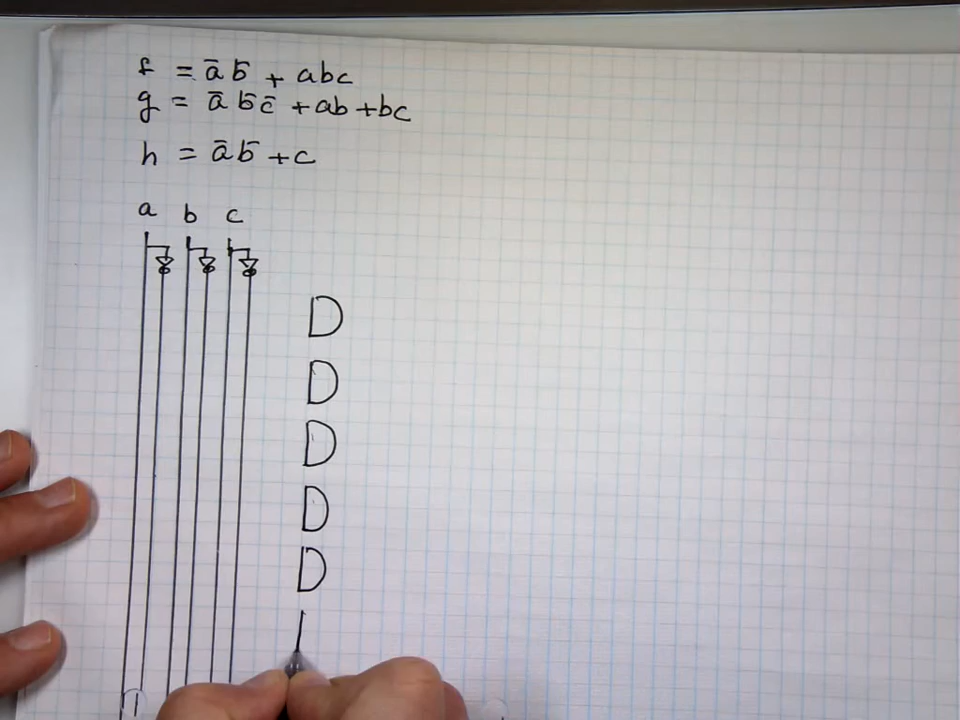 f = āb̄ + abc
g = āb̄c̄ + ab + bc
h = āb̄ + c
a b c